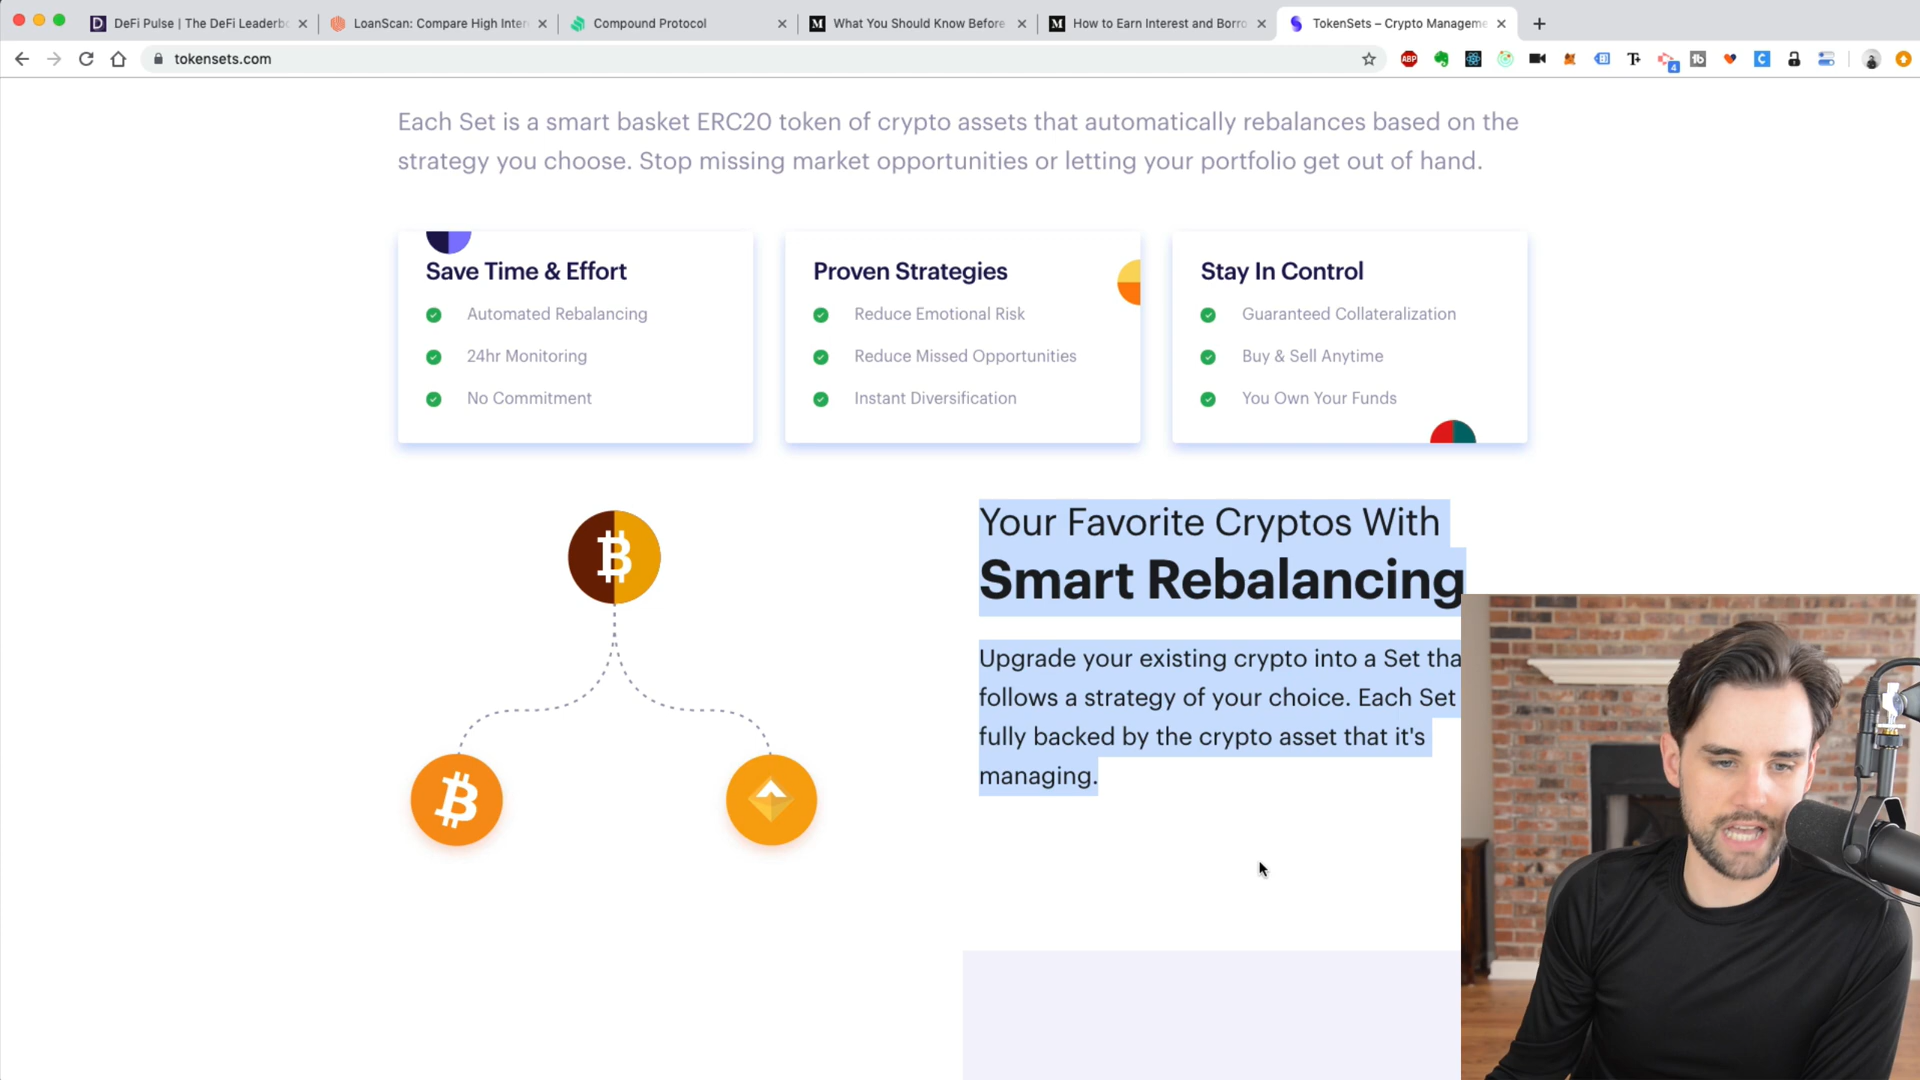 DeFi Pulse | The DeFi Leaderbo
LoanScan: Compare High Inter
Compound Protocol
What You Should Know Before
How to Earn Interest and Borro
TokenSets – Crypto Manageme
tokensets.com
Each Set is a smart basket ERC20 token of crypto assets that automatically rebalances based on the
strategy you choose. Stop missing market opportunities or letting your portfolio get out of hand.
Save Time & Effort
Automated Rebalancing
24hr Monitoring
No Commitment
Proven Strategies
Reduce Emotional Risk
Reduce Missed Opportunities
Instant Diversification
Stay In Control
Guaranteed Collateralization
Buy & Sell Anytime
You Own Your Funds
Your Favorite Cryptos With
Smart Rebalancing
Upgrade your existing crypto into a Set tha
follows a strategy of your choice. Each Set
fully backed by the crypto asset that it's
managing.